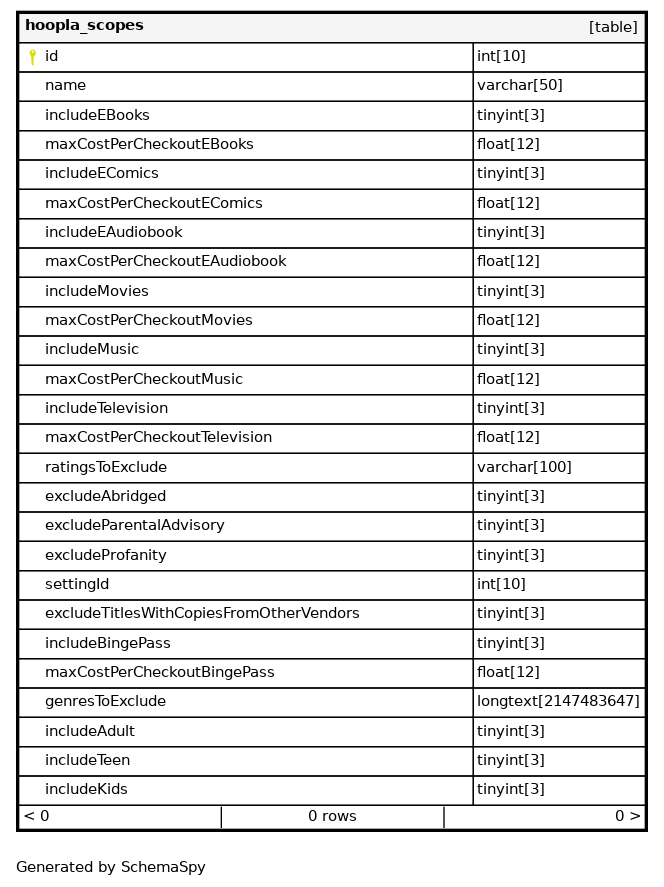 hoopla_scopes [table]
id int[10]
name varchar[50]
includeEBooks tinyint[3]
maxCostPerCheckoutEBooks float[12]
includeEComics tinyint[3]
maxCostPerCheckoutEComics float[12]
includeEAudiobook tinyint[3]
maxCostPerCheckoutEAudiobook float[12]
includeMovies tinyint[3]
maxCostPerCheckoutMovies float[12]
includeMusic tinyint[3]
maxCostPerCheckoutMusic float[12]
includeTelevision tinyint[3]
maxCostPerCheckoutTelevision float[12]
ratingsToExclude varchar[100]
excludeAbridged tinyint[3]
excludeParentalAdvisory tinyint[3]
excludeProfanity tinyint[3]
settingId int[10]
excludeTitlesWithCopiesFromOtherVendors tinyint[3]
includeBingePass tinyint[3]
maxCostPerCheckoutBingePass float[12]
genresToExclude longtext[2147483647]
includeAdult tinyint[3]
includeTeen tinyint[3]
includeKids tinyint[3]
< 0 0 rows 0 >
Generated by SchemaSpy